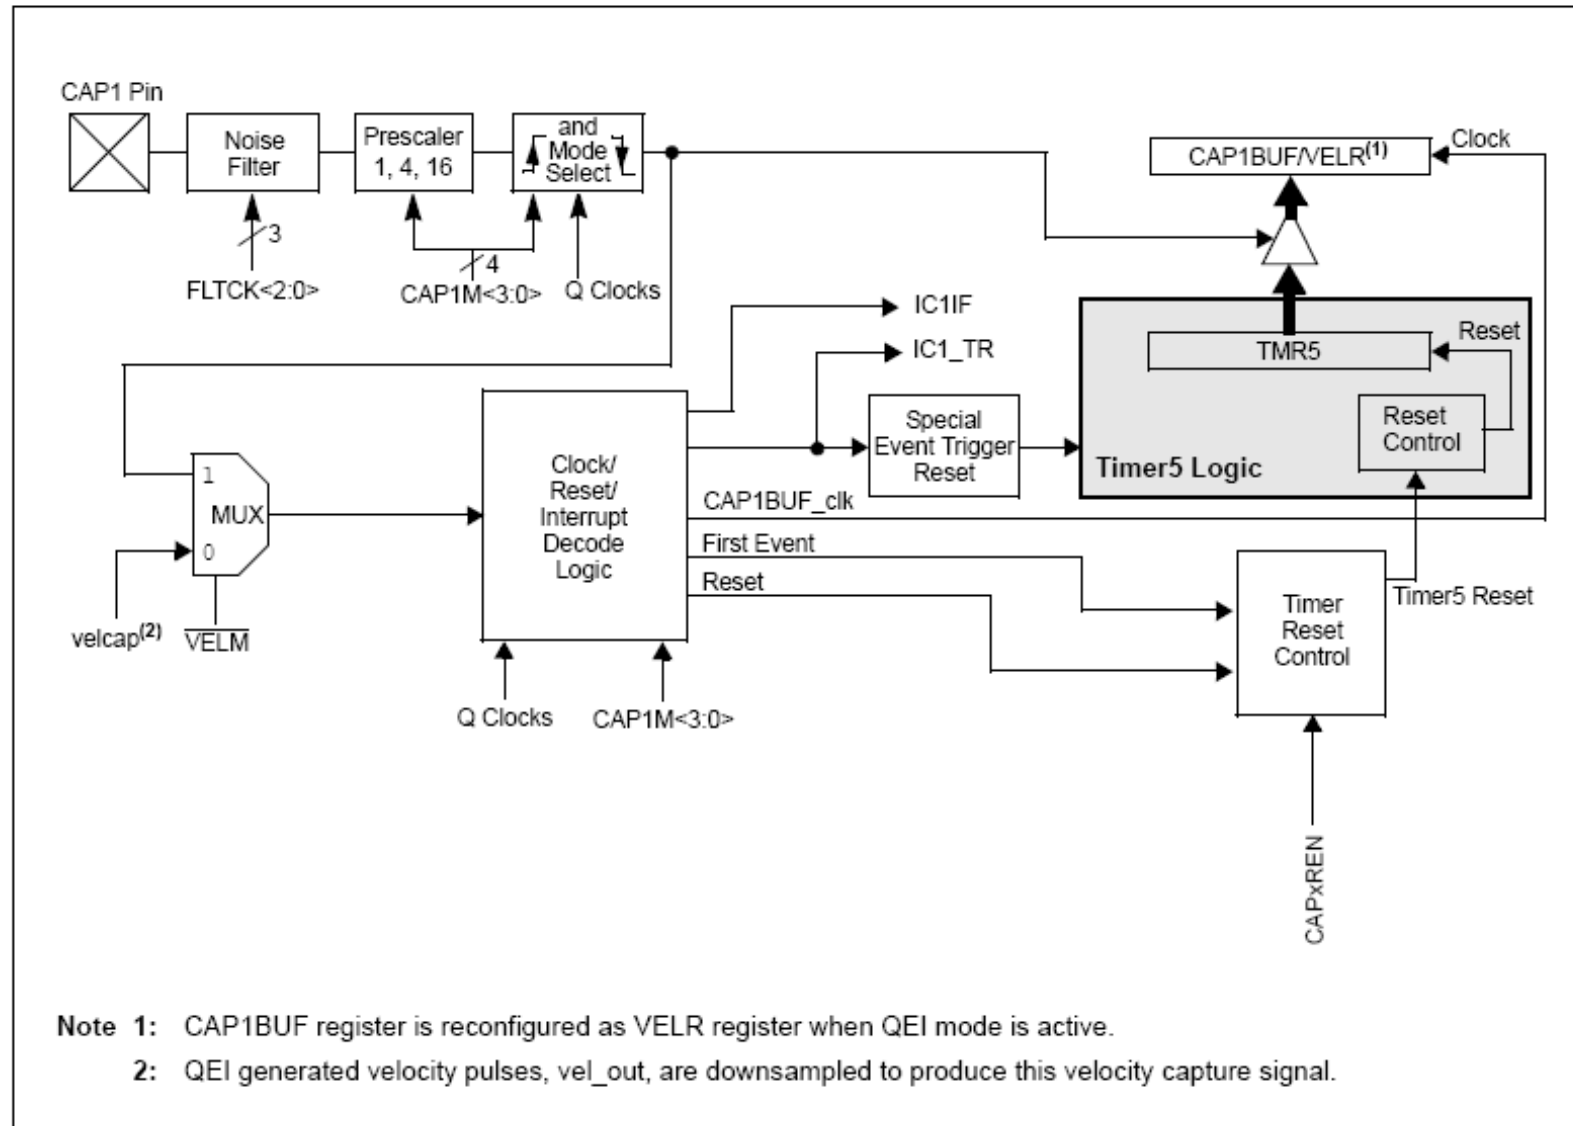 CAP1 Pin
Noise
Filter
Prescaler
1, 4, 16
and
Mode
Select
3
FLTCK<2:0>
4
CAP1M<3:0>
Q Clocks
CAP1BUF/VELR(1)
Clock
IC1IF
IC1_TR
TMR5
Reset
Reset
Control
Timer5 Logic
Special
Event Trigger
Reset
1
MUX
0
velcap(2)
VELM
Clock/
Reset/
Interrupt
Decode
Logic
CAP1BUF_clk
First Event
Reset
Q Clocks
CAP1M<3:0>
Timer
Reset
Control
Timer5 Reset
CAPxREN
Note 1: CAP1BUF register is reconfigured as VELR register when QEI mode is active.
2: QEI generated velocity pulses, vel_out, are downsampled to produce this velocity capture signal.